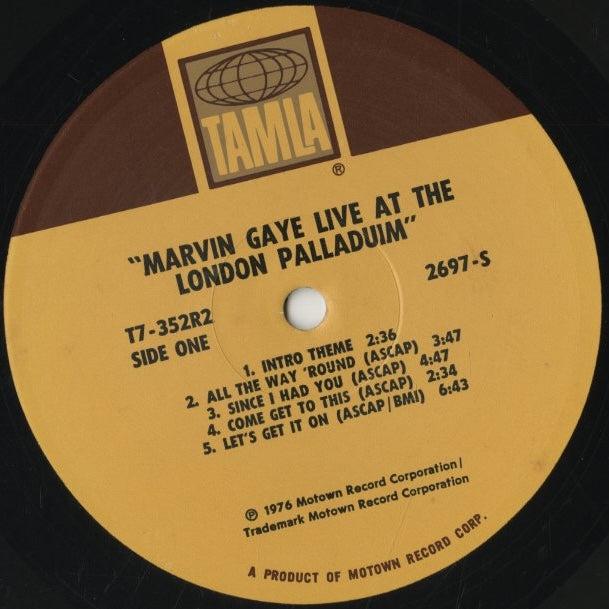 TAMLA
®
"MARVIN GAYE LIVE AT THE
LONDON PALLADUIM"
T7-352R2
SIDE ONE
2697-S
1. INTRO THEME 2:36
2. ALL THE WAY 'ROUND (ASCAP) 3:47
3. SINCE I HAD YOU (ASCAP) 4:47
4. COME GET TO THIS (ASCAP) 2:34
5. LET'S GET IT ON (ASCAP/BMI) 6:43
℗ 1976 Motown Record Corporation/
Trademark Motown Record Corporation
A PRODUCT OF MOTOWN RECORD CORP.